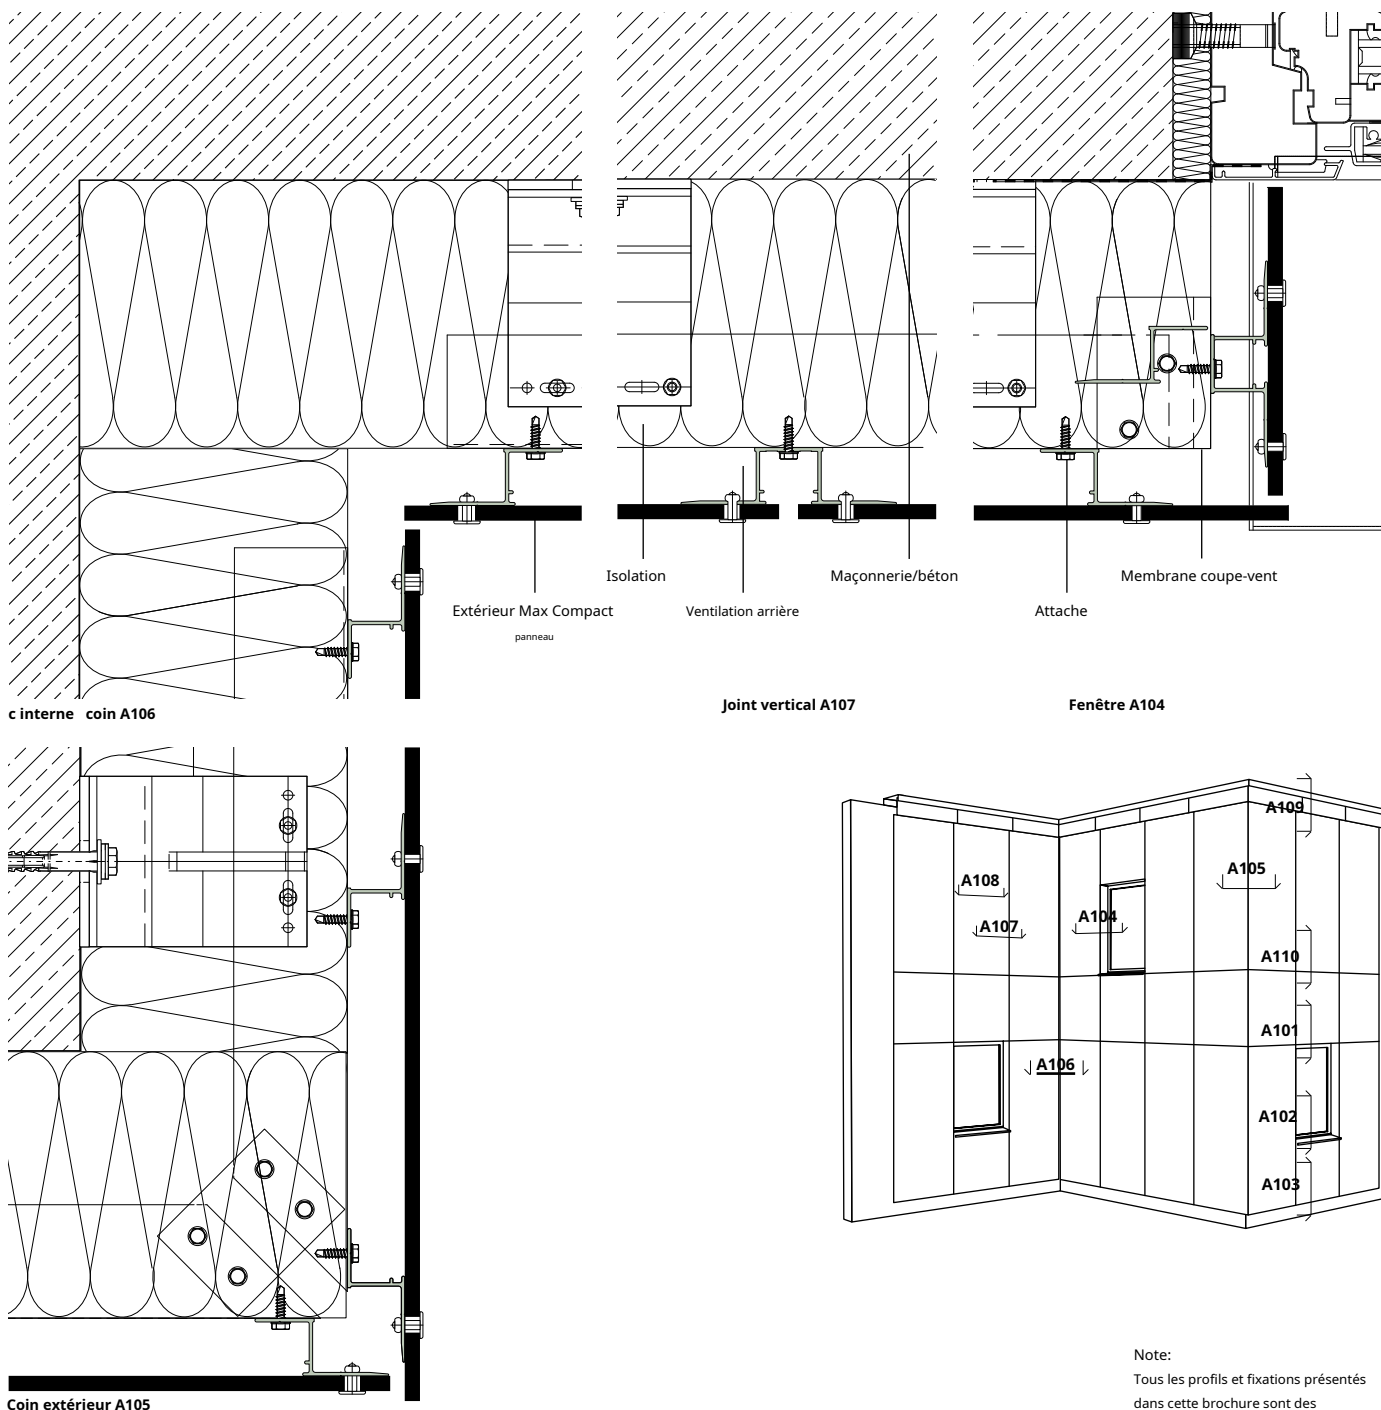 Isolation
Maçonnerie/béton
Membrane coupe-vent
Extérieur Max Compact
panneau
Ventilation arrière
Attache
c interne coin A106
Joint vertical A107
Fenêtre A104
A109
A105
A108
A104
A107
A110
A101
A106
A102
A103
Note:
Tous les profils et fixations présentés
dans cette brochure sont des
Coin extérieur A105